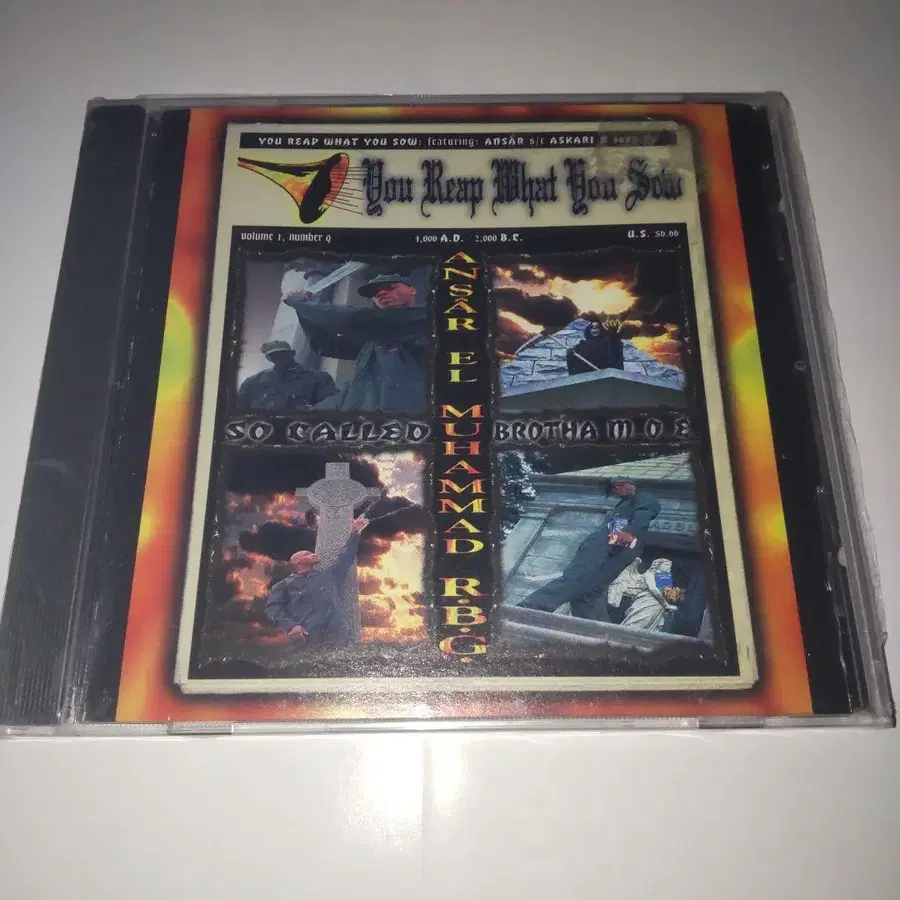 YOU REAP WHAT YOU SOW: featuring: ANSÁR s/c ASKARI
You Reap What You Sow
volume 1, number 9 1,000 A.D. 2,000 B.C. U.S. $0.00
ANSÂR EL MUHAMMAD R.B.G.
SO CALLED BROTHA M O E